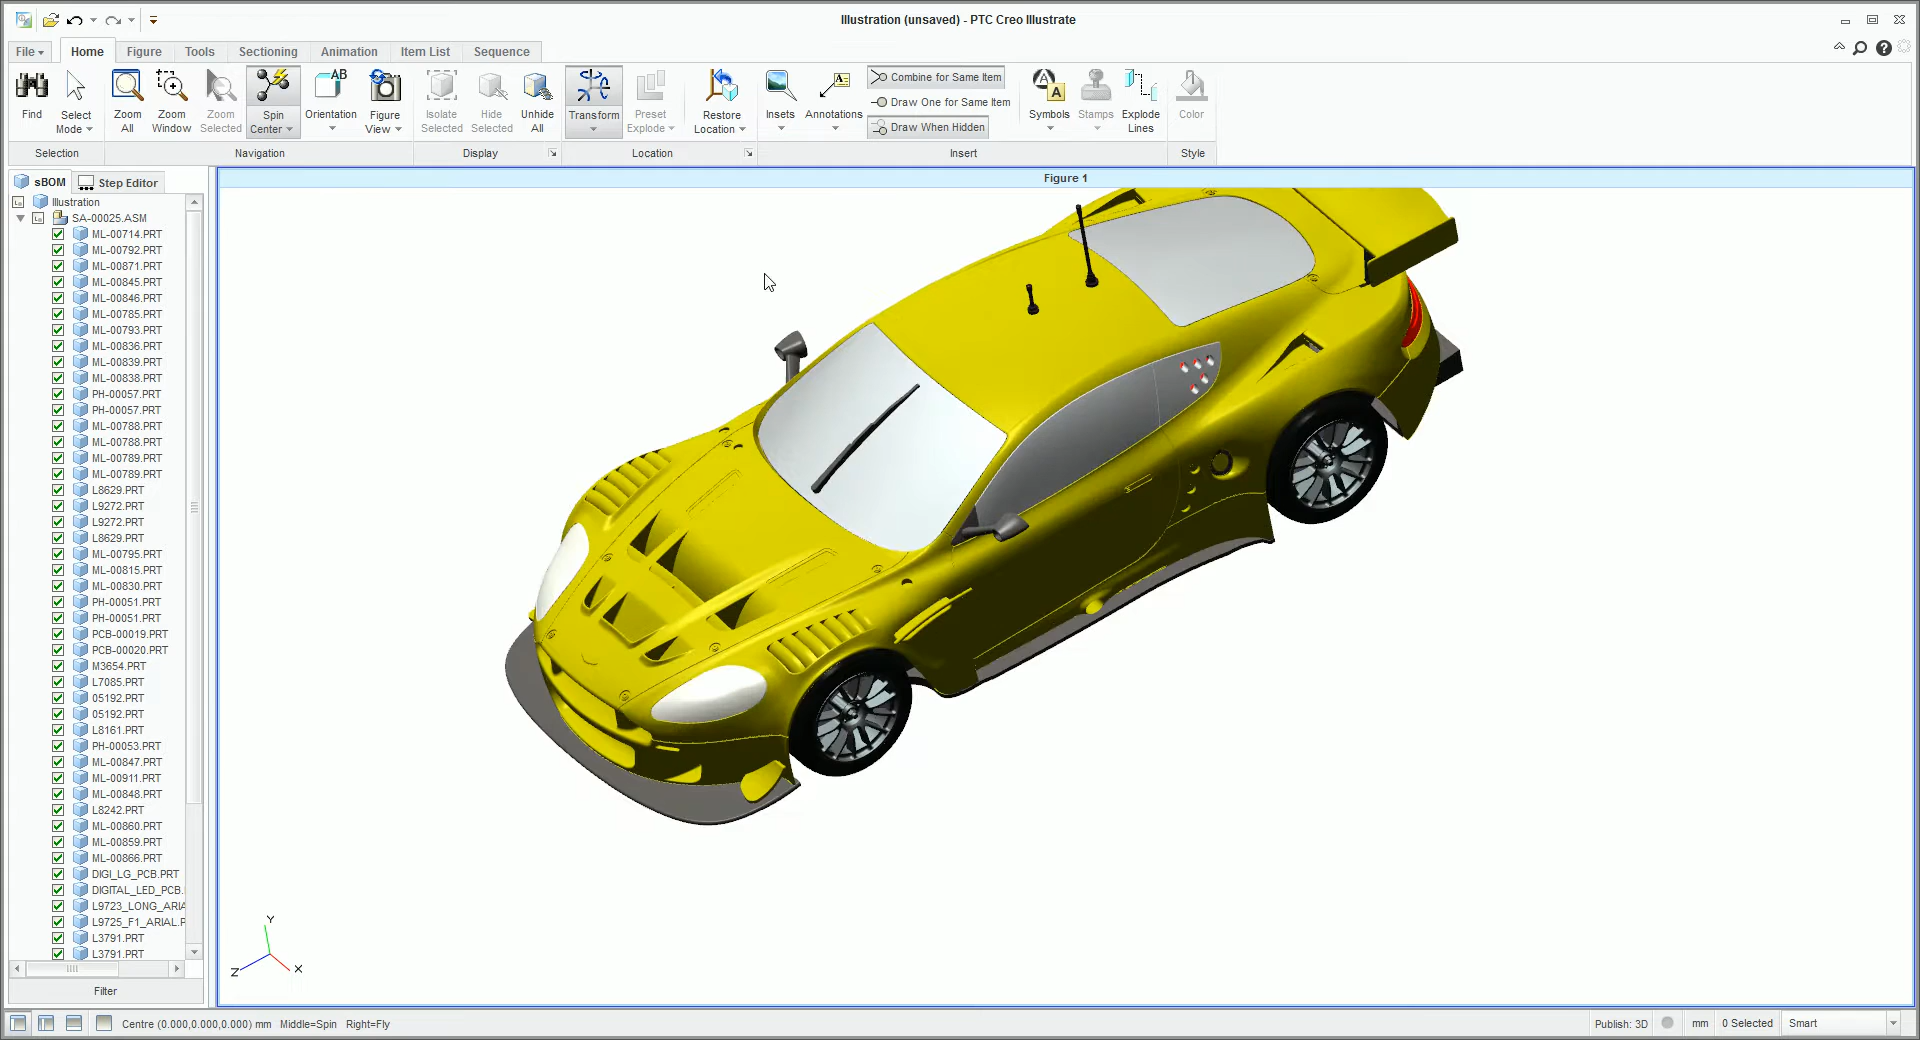 Illustration (unsaved) - PTC Creo Illustrate
File Home Figure Tools Sectioning Animation Item List Sequence
Find
Select Mode
Zoom All
Zoom Window
Zoom Selected
Spin Center
Orientation
Figure View
Isolate Selected
Hide Selected
Unhide All
Transform
Preset Explode
Restore Location
Insets
Annotations
Combine for Same Item
Draw One for Same Item
Draw When Hidden
Symbols
Stamps
Explode Lines
Color
Selection Navigation Display Location Insert Style
sBOM Step Editor
Figure 1
Illustration
SA-00025.ASM
ML-00714.PRT
ML-00792.PRT
ML-00871.PRT
ML-00845.PRT
ML-00846.PRT
ML-00785.PRT
ML-00793.PRT
ML-00836.PRT
ML-00839.PRT
ML-00838.PRT
PH-00057.PRT
PH-00057.PRT
ML-00788.PRT
ML-00788.PRT
ML-00789.PRT
ML-00789.PRT
L8629.PRT
L9272.PRT
L9272.PRT
L8629.PRT
ML-00795.PRT
ML-00815.PRT
ML-00830.PRT
PH-00051.PRT
PH-00051.PRT
PCB-00019.PRT
PCB-00020.PRT
M3654.PRT
L7085.PRT
05192.PRT
05192.PRT
L8161.PRT
PH-00053.PRT
ML-00847.PRT
ML-00911.PRT
ML-00848.PRT
L8242.PRT
ML-00860.PRT
ML-00859.PRT
ML-00866.PRT
DIGI_LG_PCB.PRT
DIGITAL_LED_PCB.
L9723_LONG_ARIA
L9725_F1_ARIAL.P
L3791.PRT
L3791.PRT
Y
Z
X
Filter
Centre (0.000,0.000,0.000) mm Middle=Spin Right=Fly
Publish: 3D mm 0 Selected Smart